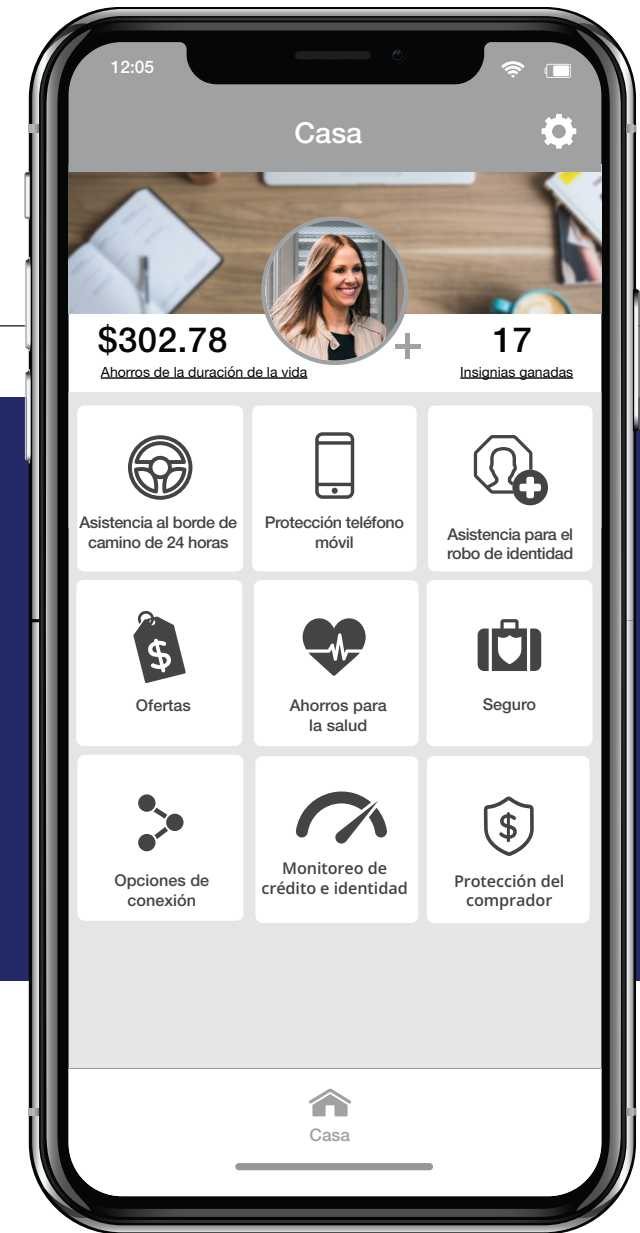 12:05
Casa
$302.78
17
Ahorros de la duración de la vida
Insignias ganadas
Asistencia al borde de
camino de 24 horas
Protección teléfono
móvil
Asistencia para el
robo de identidad
$
Ofertas
Ahorros para
la salud
Seguro
Opciones de
conexión
Monitoreo de
crédito e identidad
$
Protección del
comprador
Casa